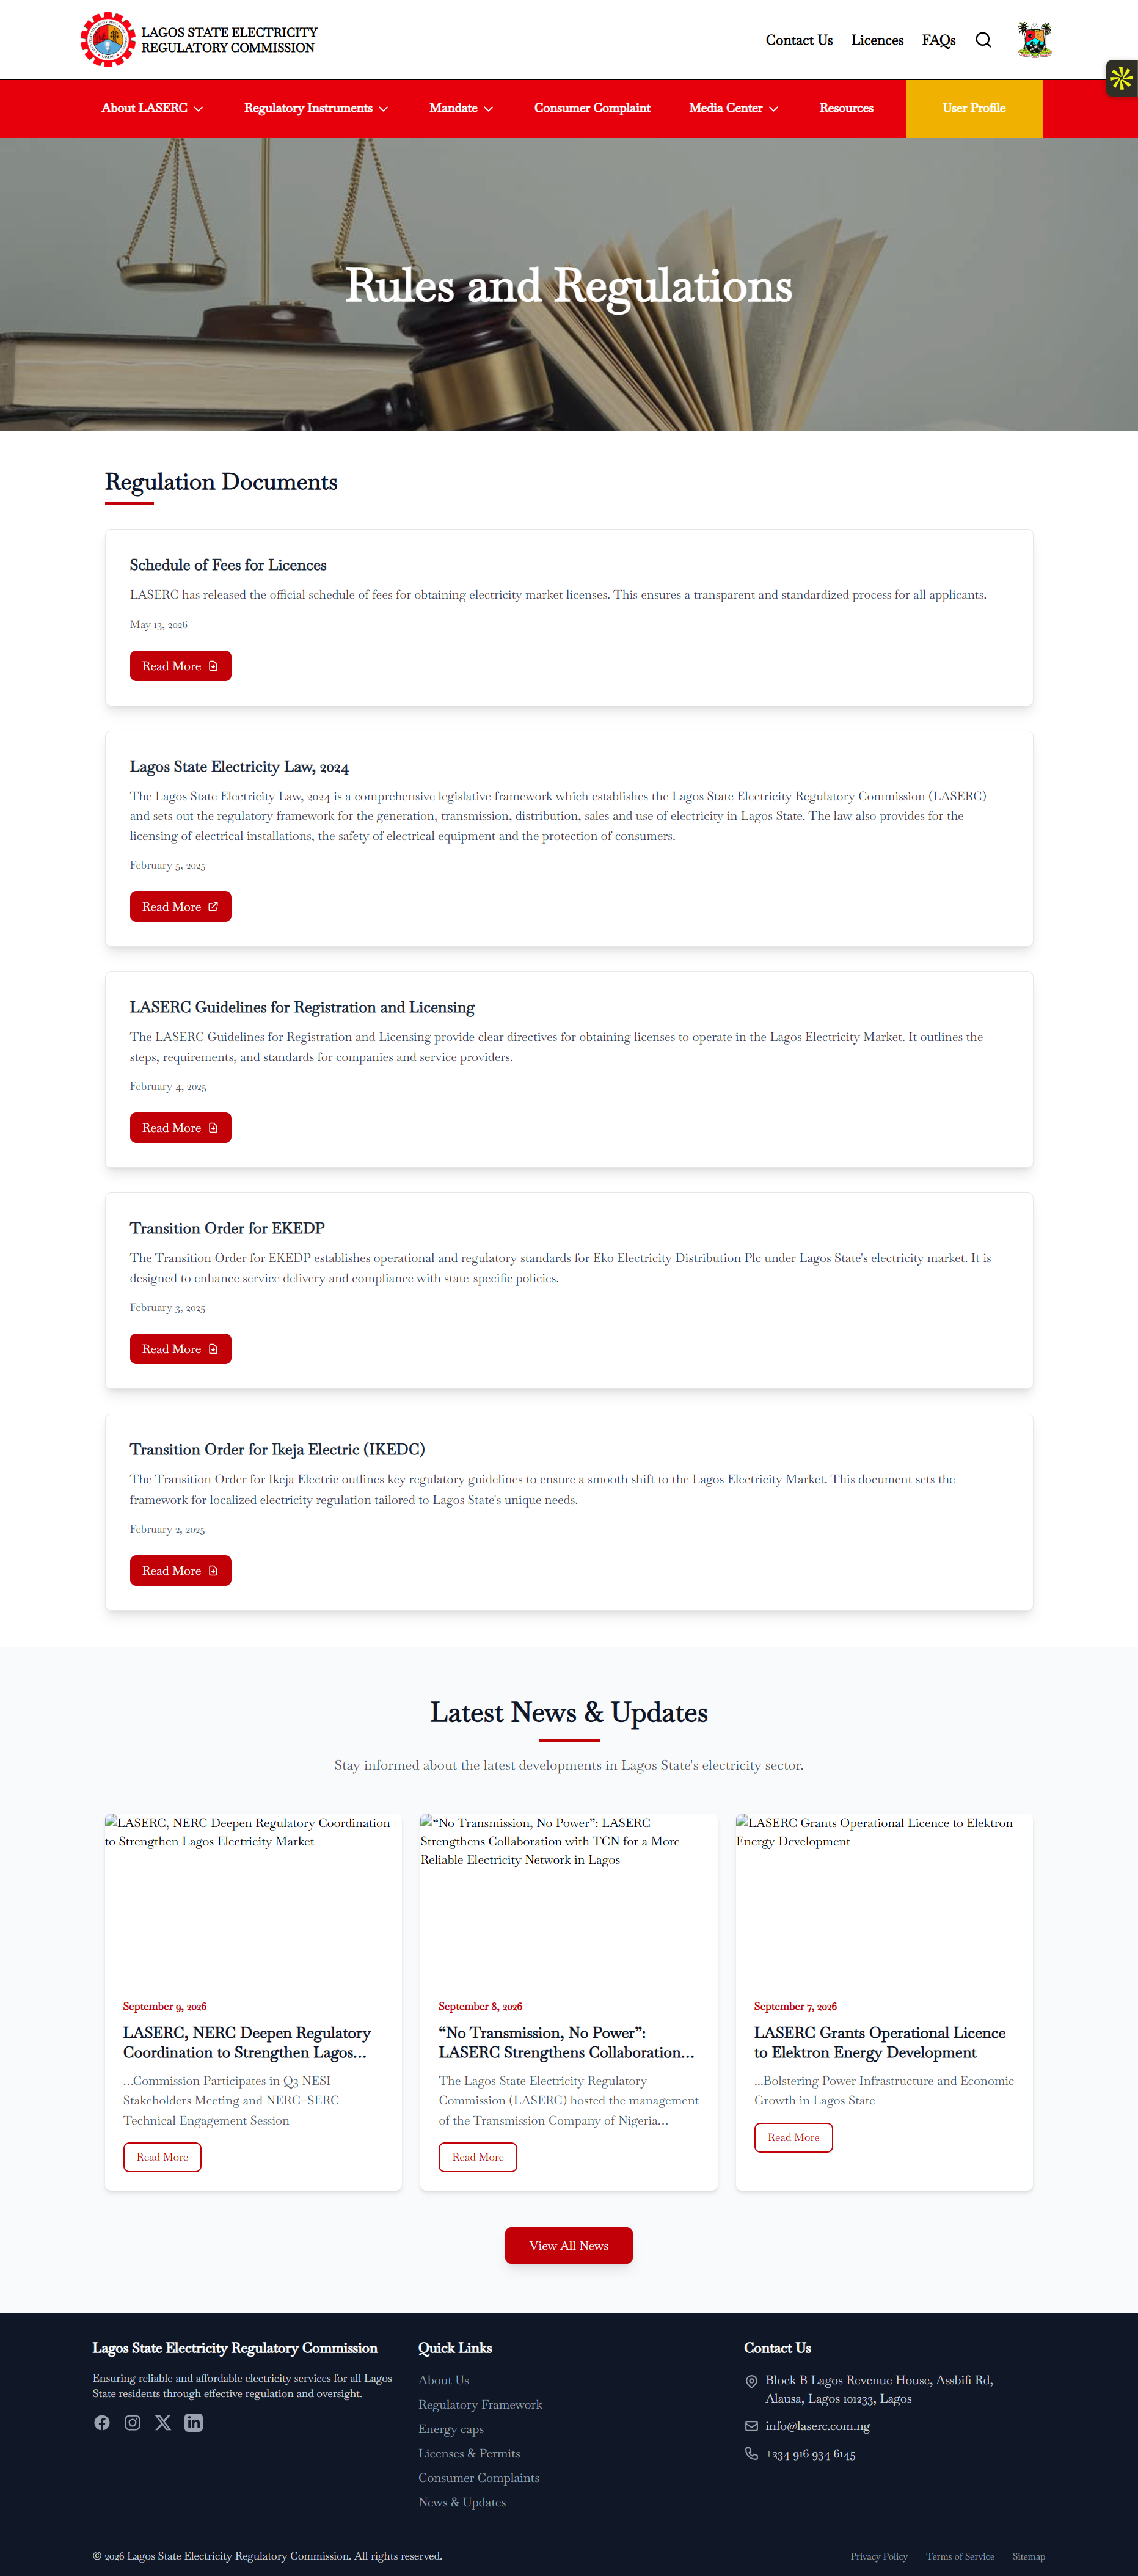 LAGOS STATE ELECTRICITY
REGULATORY COMMISSION
Contact Us Licences FAQs
About LASERC Regulatory Instruments Mandate Consumer Complaint Media Center Resources User Profile
Rules and Regulations
Regulation Documents
Schedule of Fees for Licences
LASERC has released the official schedule of fees for obtaining electricity market licenses. This ensures a transparent and standardized process for all applicants.
May 13, 2026
Read More
Lagos State Electricity Law, 2024
The Lagos State Electricity Law, 2024 is a comprehensive legislative framework which establishes the Lagos State Electricity Regulatory Commission (LASERC)
and sets out the regulatory framework for the generation, transmission, distribution, sales and use of electricity in Lagos State. The law also provides for the
licensing of electrical installations, the safety of electrical equipment and the protection of consumers.
February 5, 2025
Read More
LASERC Guidelines for Registration and Licensing
The LASERC Guidelines for Registration and Licensing provide clear directives for obtaining licenses to operate in the Lagos Electricity Market. It outlines the
steps, requirements, and standards for companies and service providers.
February 4, 2025
Read More
Transition Order for EKEDP
The Transition Order for EKEDP establishes operational and regulatory standards for Eko Electricity Distribution Plc under Lagos State's electricity market. It is
designed to enhance service delivery and compliance with state-specific policies.
February 3, 2025
Read More
Transition Order for Ikeja Electric (IKEDC)
The Transition Order for Ikeja Electric outlines key regulatory guidelines to ensure a smooth shift to the Lagos Electricity Market. This document sets the
framework for localized electricity regulation tailored to Lagos State's unique needs.
February 2, 2025
Read More
Latest News & Updates
Stay informed about the latest developments in Lagos State's electricity sector.
LASERC, NERC Deepen Regulatory Coordination
to Strengthen Lagos Electricity Market
September 9, 2026
LASERC, NERC Deepen Regulatory
Coordination to Strengthen Lagos…
…Commission Participates in Q3 NESI
Stakeholders Meeting and NERC–SERC
Technical Engagement Session
Read More
“No Transmission, No Power”: LASERC
Strengthens Collaboration with TCN for a More
Reliable Electricity Network in Lagos
September 8, 2026
“No Transmission, No Power”:
LASERC Strengthens Collaboration…
The Lagos State Electricity Regulatory
Commission (LASERC) hosted the management
of the Transmission Company of Nigeria…
Read More
LASERC Grants Operational Licence to Elektron
Energy Development
September 7, 2026
LASERC Grants Operational Licence
to Elektron Energy Development
...Bolstering Power Infrastructure and Economic
Growth in Lagos State
Read More
View All News
Lagos State Electricity Regulatory Commission
Ensuring reliable and affordable electricity services for all Lagos
State residents through effective regulation and oversight.
Quick Links
About Us
Regulatory Framework
Energy caps
Licenses & Permits
Consumer Complaints
News & Updates
Contact Us
Block B Lagos Revenue House, Assbifi Rd,
Alausa, Lagos 101233, Lagos
info@laserc.com.ng
+234 916 934 6145
© 2026 Lagos State Electricity Regulatory Commission. All rights reserved.
Privacy Policy Terms of Service Sitemap